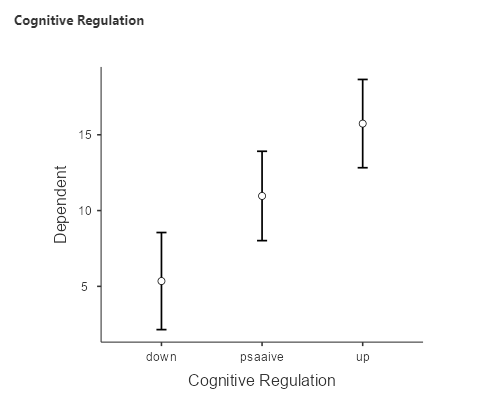 Cognitive Regulation
Dependent
15
10
5
down psaaive up
Cognitive Regulation